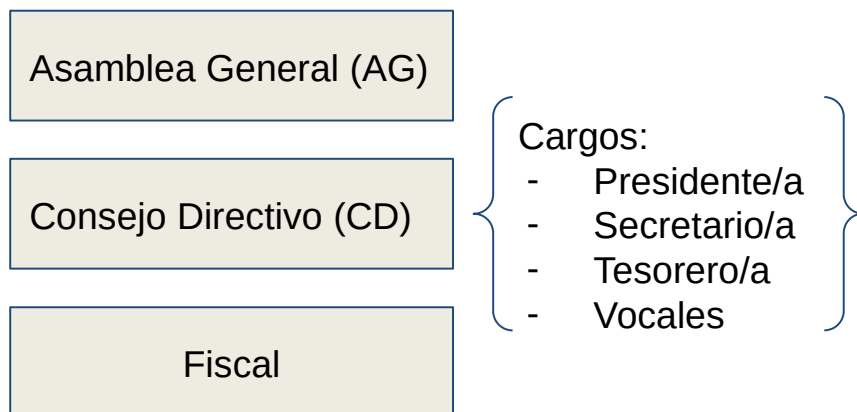 Asamblea General (AG)
Consejo Directivo (CD)
Fiscal
Cargos:
- Presidente/a
- Secretario/a
- Tesorero/a
- Vocales